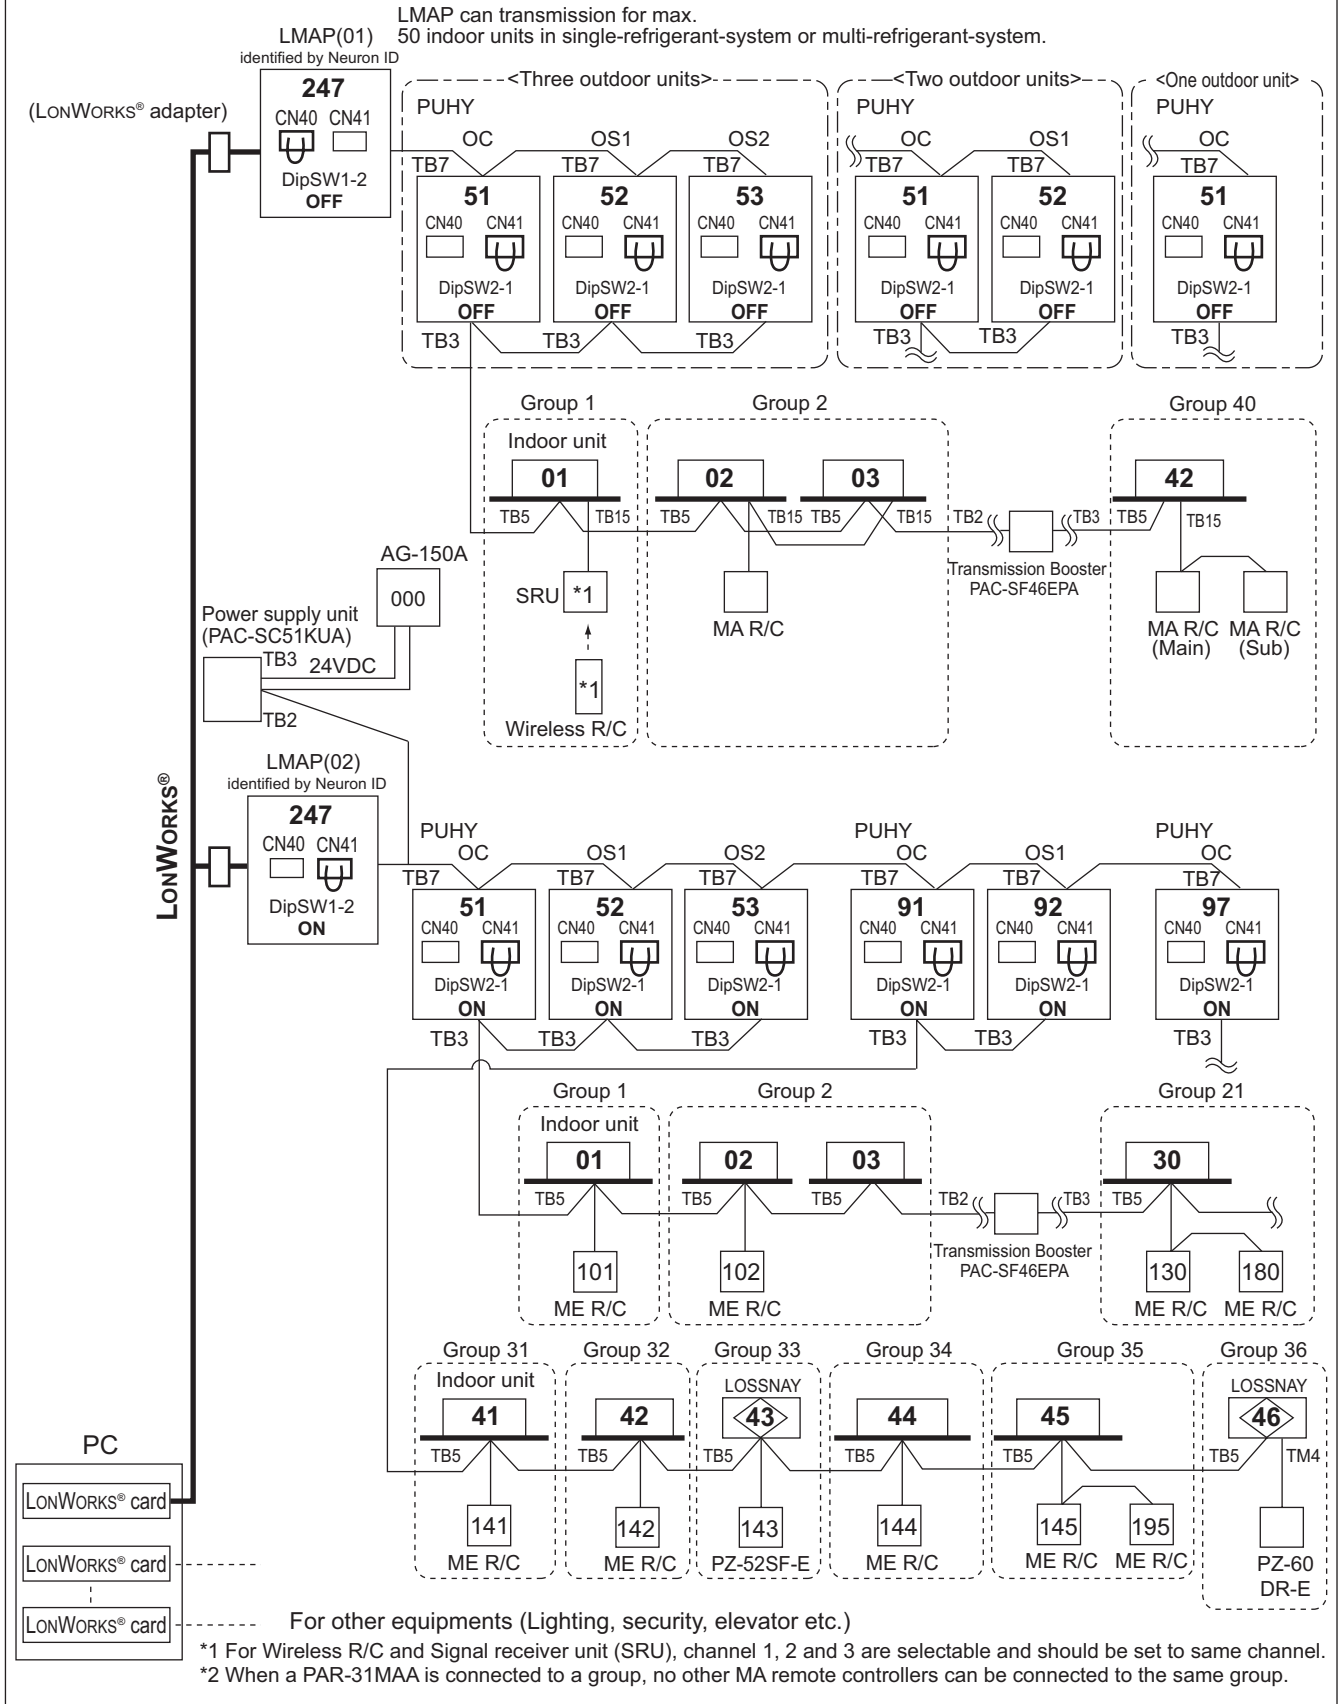 LMAP can transmission for max.
50 indoor units in single-refrigerant-system or multi-refrigerant-system.
LMAP(01)
identified by Neuron ID
(LONWORKS® adapter)
247
CN40 CN41
DipSW1-2
OFF
<Three outdoor units>
PUHY
OC OS1 OS2
TB7 TB7 TB7
51 52 53
CN40 CN41 CN40 CN41 CN40 CN41
DipSW2-1 DipSW2-1 DipSW2-1
OFF OFF OFF
TB3 TB3 TB3
<Two outdoor units>
PUHY
OC OS1
TB7 TB7
51 52
CN40 CN41 CN40 CN41
DipSW2-1 DipSW2-1
OFF OFF
TB3 TB3
<One outdoor unit>
PUHY
OC
TB7
51
CN40 CN41
DipSW2-1
OFF
TB3
Group 1
Indoor unit
01
TB5 TB15
SRU *1
*1
Wireless R/C
Group 2
02 03
TB5 TB15 TB5 TB15
MA R/C
TB2 TB3
Transmission Booster
PAC-SF46EPA
Group 40
42
TB5 TB15
MA R/C MA R/C
(Main) (Sub)
AG-150A
000
Power supply unit
(PAC-SC51KUA)
TB3 24VDC
TB2
LONWORKS®
LMAP(02)
identified by Neuron ID
247
CN40 CN41
DipSW1-2
ON
PUHY PUHY PUHY
OC OS1 OS2 OC OS1 OC
TB7 TB7 TB7 TB7 TB7 TB7
51 52 53 91 92 97
CN40 CN41 CN40 CN41 CN40 CN41 CN40 CN41 CN40 CN41 CN40 CN41
DipSW2-1 DipSW2-1 DipSW2-1 DipSW2-1 DipSW2-1 DipSW2-1
ON ON ON ON ON ON
TB3 TB3 TB3 TB3 TB3 TB3
Group 1
Indoor unit
01
TB5
101
ME R/C
Group 2
02 03
TB5 TB5
102
ME R/C
TB2 TB3
Transmission Booster
PAC-SF46EPA
Group 21
30
TB5
130 180
ME R/C ME R/C
Group 31
Indoor unit
41
TB5
141
ME R/C
Group 32
42
TB5
142
ME R/C
Group 33
LOSSNAY
43
TB5
143
PZ-52SF-E
Group 34
44
TB5
144
ME R/C
Group 35
45
TB5
145 195
ME R/C ME R/C
Group 36
LOSSNAY
46
TB5 TM4
PZ-60
DR-E
PC
LONWORKS® card
LONWORKS® card
LONWORKS® card
For other equipments (Lighting, security, elevator etc.)
*1 For Wireless R/C and Signal receiver unit (SRU), channel 1, 2 and 3 are selectable and should be set to same channel.
*2 When a PAR-31MAA is connected to a group, no other MA remote controllers can be connected to the same group.